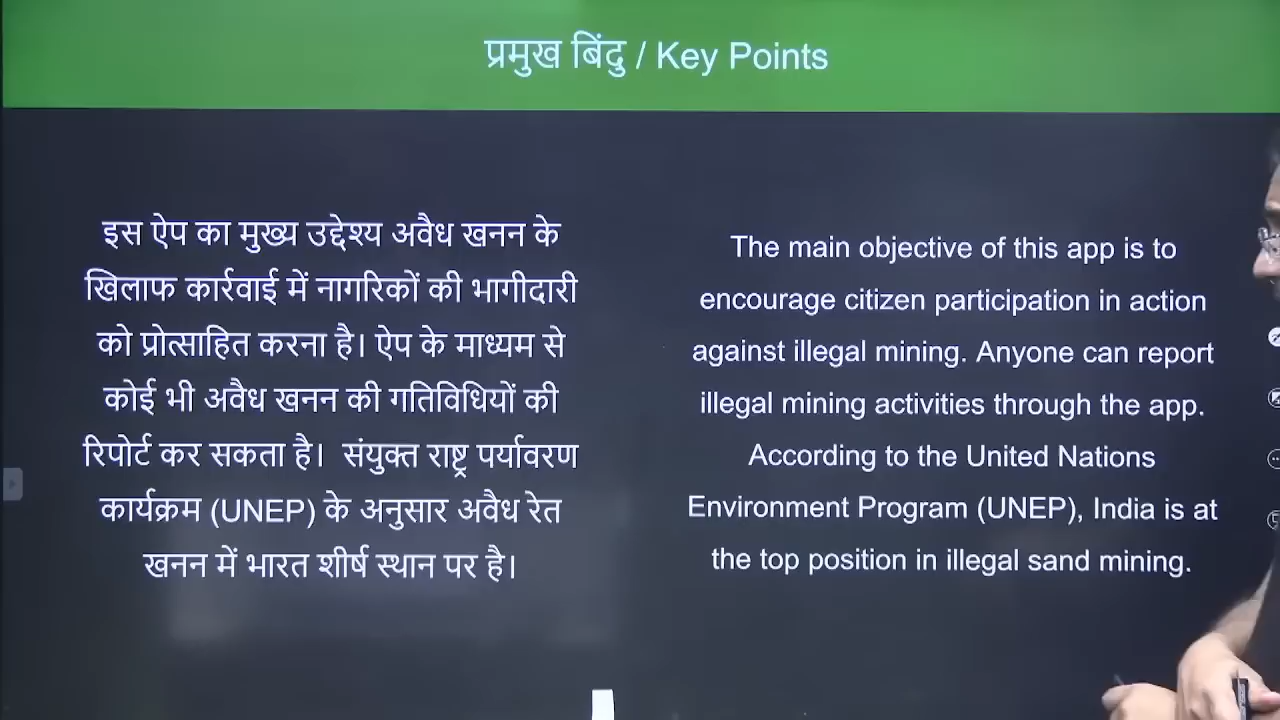 प्रमुख बिंदु / Key Points
इस ऐप का मुख्य उद्देश्य अवैध खनन के
खिलाफ कार्रवाई में नागरिकों की भागीदारी
को प्रोत्साहित करना है। ऐप के माध्यम से
कोई भी अवैध खनन की गतिविधियों की
रिपोर्ट कर सकता है। संयुक्त राष्ट्र पर्यावरण
कार्यक्रम (UNEP) के अनुसार अवैध रेत
खनन में भारत शीर्ष स्थान पर है।
The main objective of this app is to
encourage citizen participation in action
against illegal mining. Anyone can report
illegal mining activities through the app.
According to the United Nations
Environment Program (UNEP), India is at
the top position in illegal sand mining.